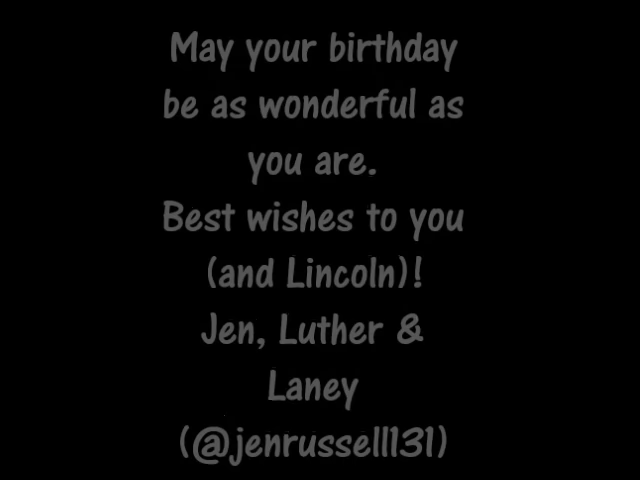 May your birthday
be as wonderful as
you are.
Best wishes to you
(and Lincoln)!
Jen, Luther &
Laney
(@jenrussell131)